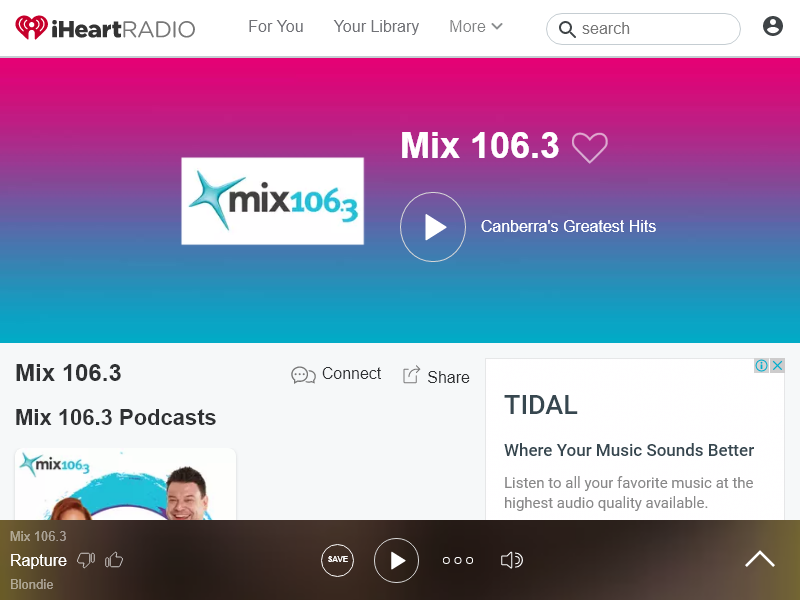 iHeartRADIO
For You
Your Library
More
search
Mix 106.3
mix106.3
Canberra's Greatest Hits
Mix 106.3
Connect
Share
Mix 106.3 Podcasts
mix106.3
TIDAL
Where Your Music Sounds Better
Listen to all your favorite music at the
highest audio quality available.
Mix 106.3
Rapture
Blondie
SAVE